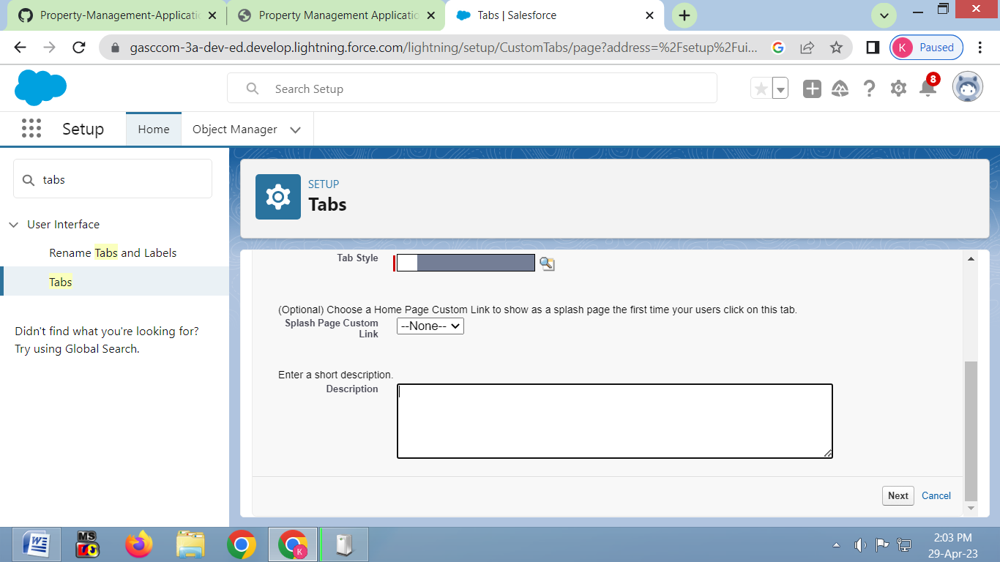 Property-Management-Applicati
Property Management Applicatio
Tabs | Salesforce
gasccom-3a-dev-ed.develop.lightning.force.com/lightning/setup/CustomTabs/page?address=%2Fsetup%2Fui...
K
Paused
Search Setup
8
Setup
Home
Object Manager
tabs
SETUP
Tabs
User Interface
Rename Tabs and Labels
Tabs
Didn't find what you're looking for?
Try using Global Search.
Tab Style
(Optional) Choose a Home Page Custom Link to show as a splash page the first time your users click on this tab.
Splash Page Custom
Link
--None--
Enter a short description.
Description
Next
Cancel
W
MS
K
2:03 PM
29-Apr-23